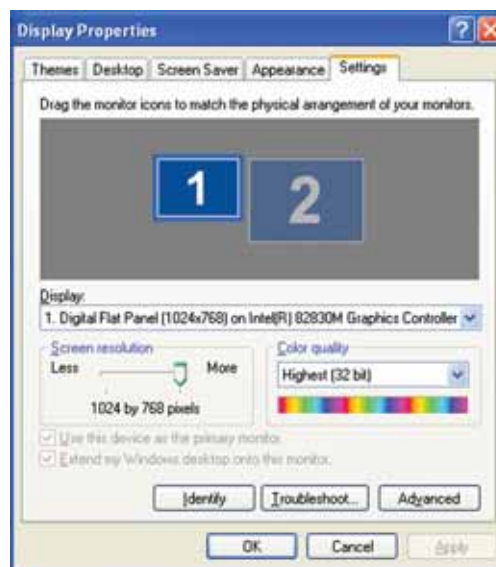 Display Properties
Themes Desktop Screen Saver Appearance Settings
Drag the monitor icons to match the physical arrangement of your monitors.
1 2
Display:
1. Digital Flat Panel (1024x768) on Intel(R) 82830M Graphics Controller
Screen resolution Color quality
Less More Highest (32 bit)
1024 by 768 pixels
Use this device as the primary monitor.
Extend my Windows desktop onto this monitor.
Identify Troubleshoot... Advanced
OK Cancel Apply